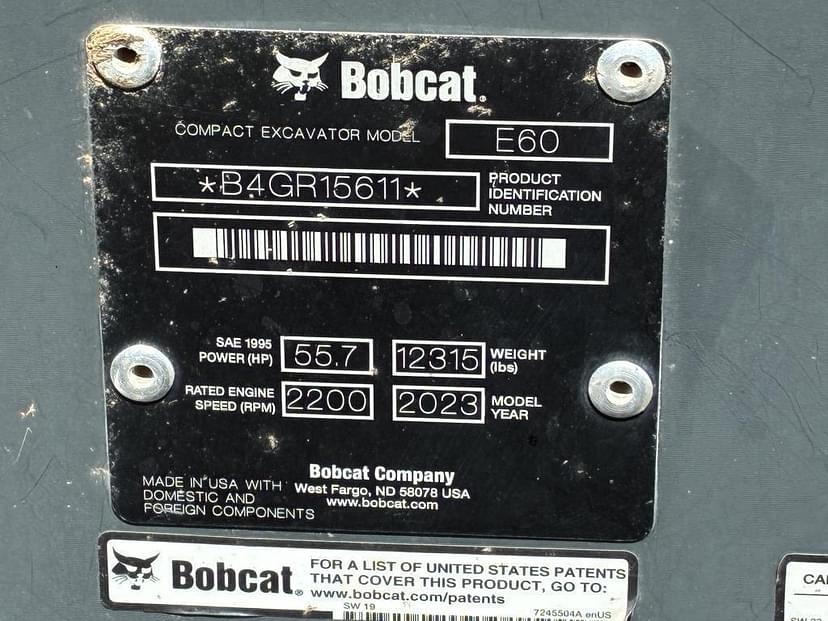 Bobcat.
COMPACT EXCAVATOR MODEL E60
*B4GR15611* PRODUCT
IDENTIFICATION
NUMBER
SAE 1995
POWER (HP) 55.7 12315 WEIGHT
(lbs)
RATED ENGINE
SPEED (RPM) 2200 2023 MODEL
YEAR
Bobcat Company
West Fargo, ND 58078 USA
www.bobcat.com
MADE IN USA WITH
DOMESTIC AND
FOREIGN COMPONENTS
Bobcat®
FOR A LIST OF UNITED STATES PATENTS
THAT COVER THIS PRODUCT, GO TO:
www.bobcat.com/patents
SW 19 7245504A enUS